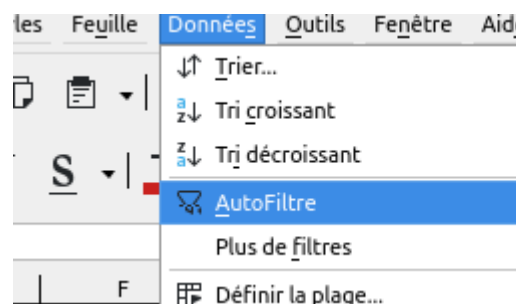 les Feuille Données Outils Fenêtre Aid
Trier...
Tri croissant
Tri décroissant
S
AutoFiltre
Plus de filtres
F
Définir la plage...